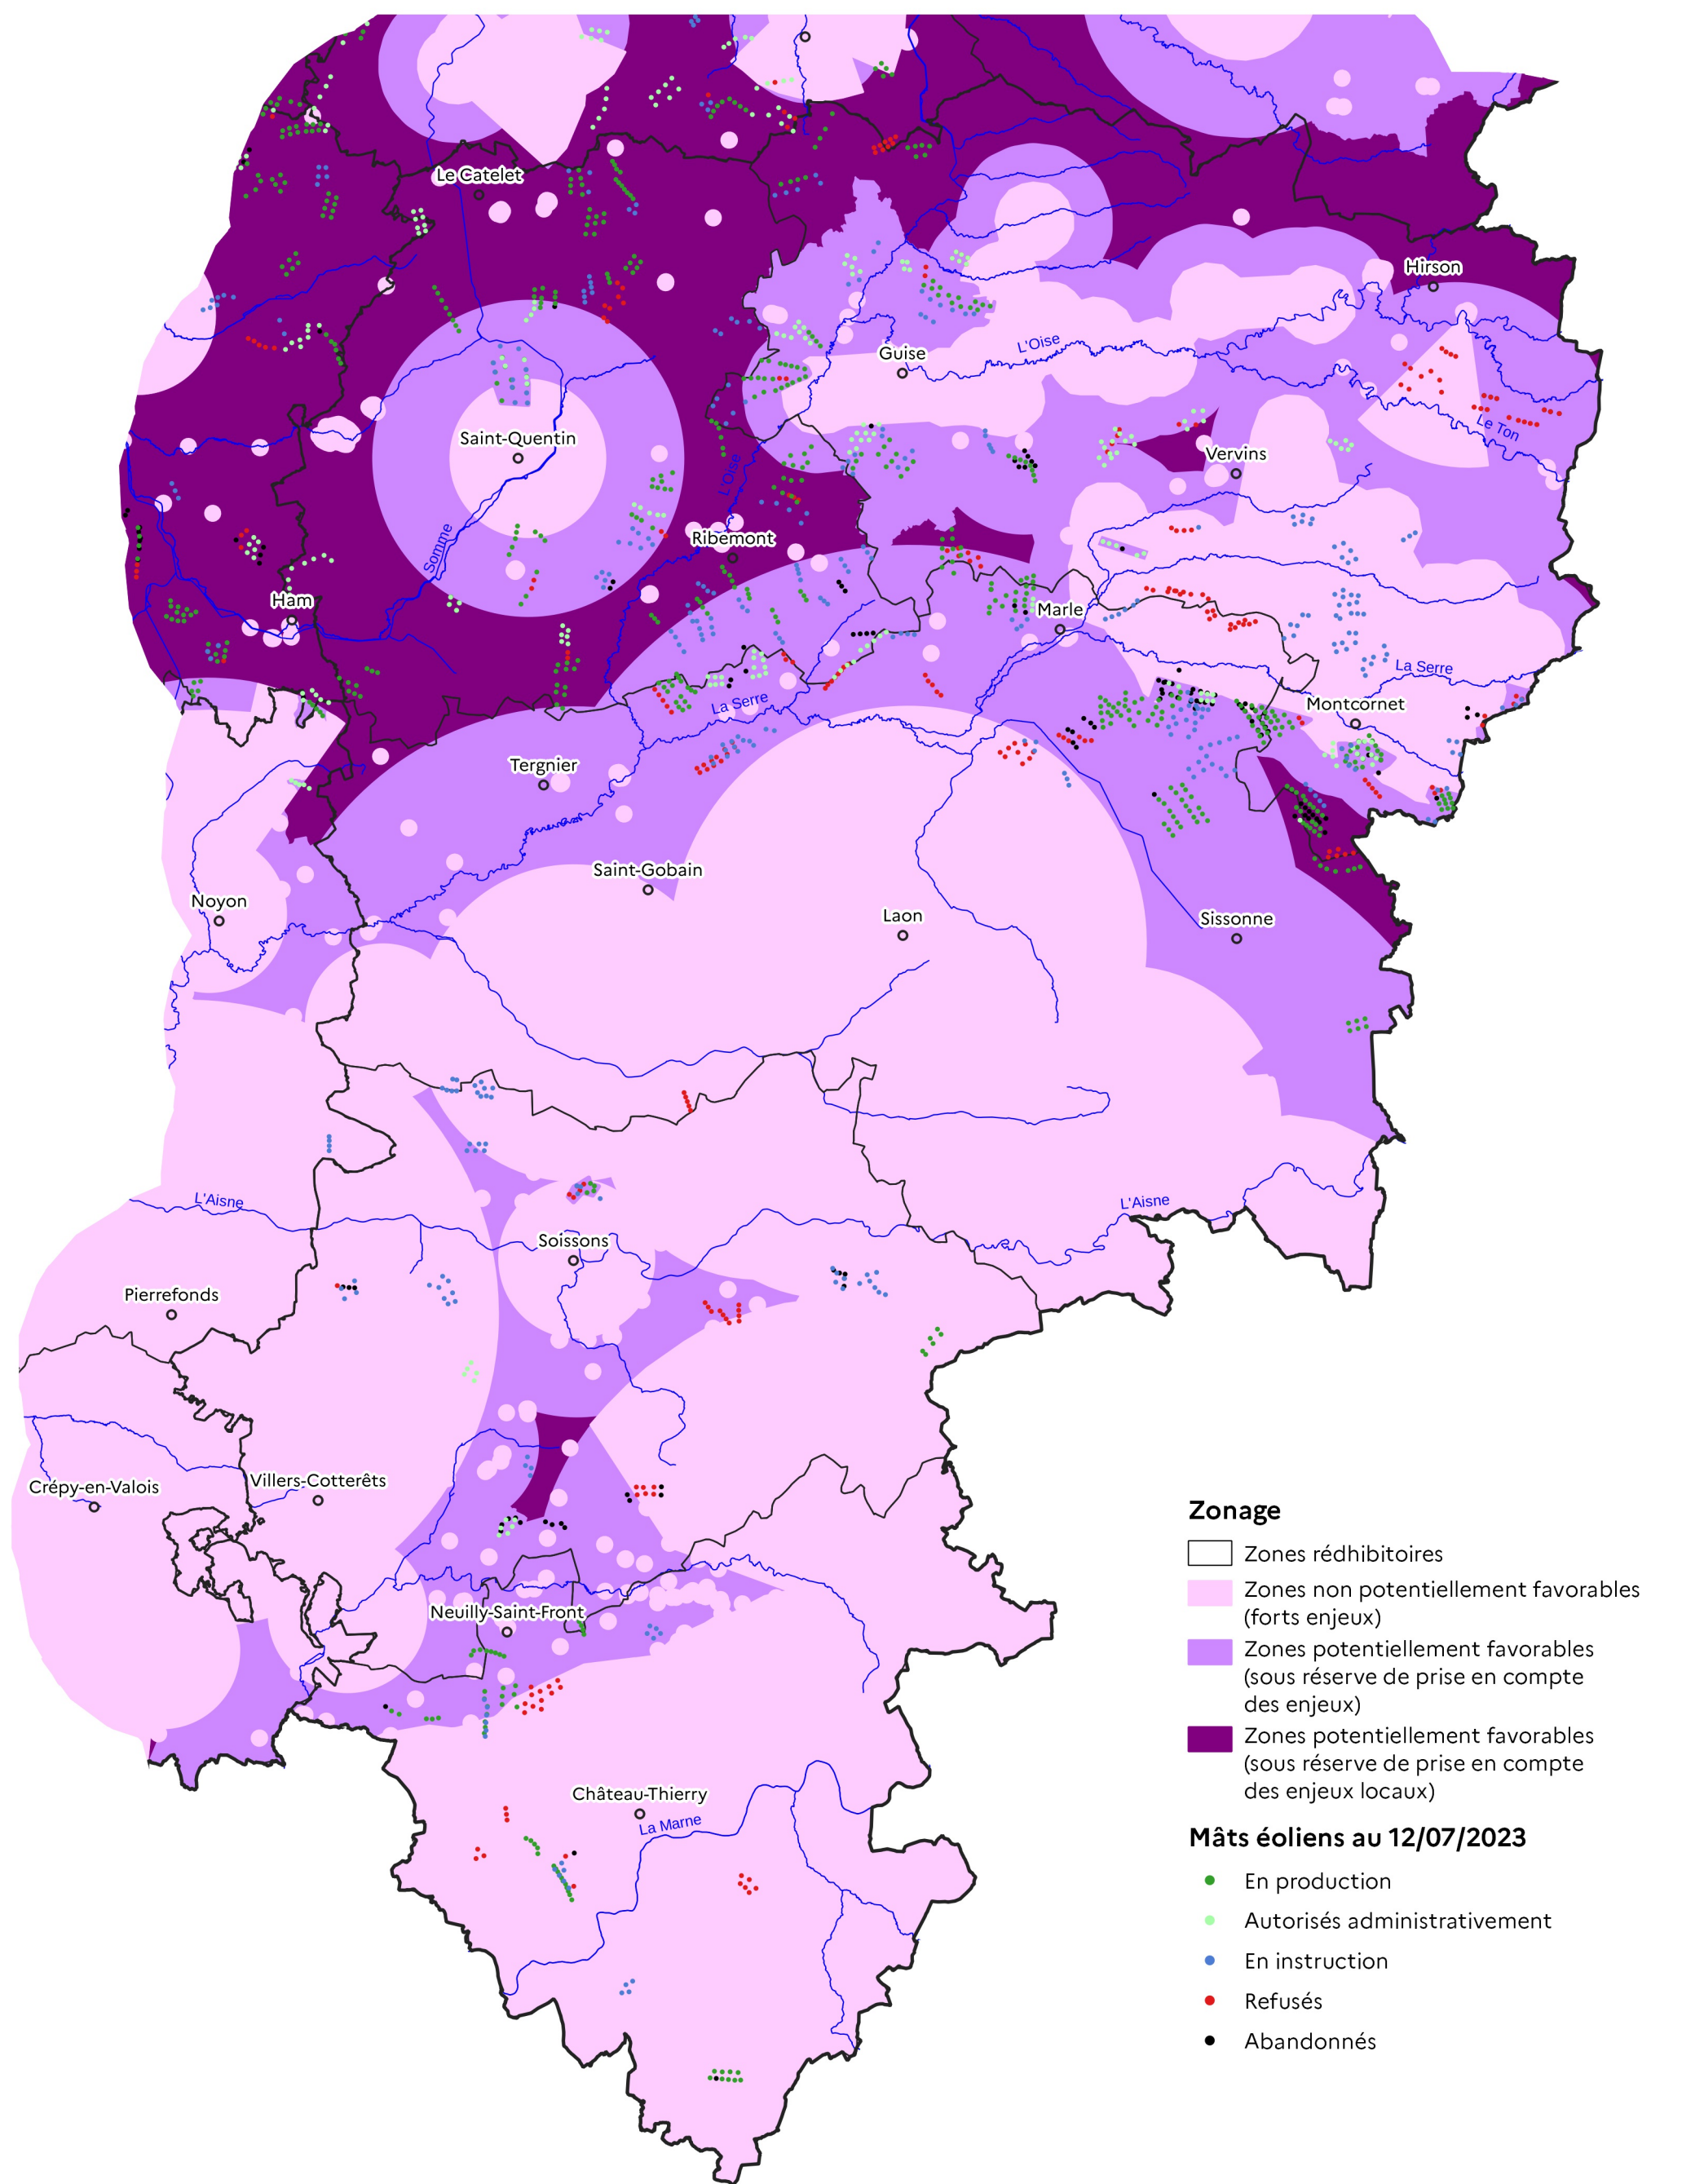 Le Catelet
Hirson
L'Oise
Guise
Le Ton
Saint-Quentin
Vervins
L'Oise
Somme
Ribemont
Ham
Marle
La Serre
La Serre
Montcornet
Tergnier
Saint-Gobain
Noyon
Laon
Sissonne
L'Aisne
L'Aisne
Soissons
Pierrefonds
Crépy-en-Valois
Villers-Cotterêts
Neuilly-Saint-Front
Château-Thierry
La Marne
Zonage
Zones rédhibitoires
Zones non potentiellement favorables
(forts enjeux)
Zones potentiellement favorables
(sous réserve de prise en compte
des enjeux)
Zones potentiellement favorables
(sous réserve de prise en compte
des enjeux locaux)
Mâts éoliens au 12/07/2023
En production
Autorisés administrativement
En instruction
Refusés
Abandonnés